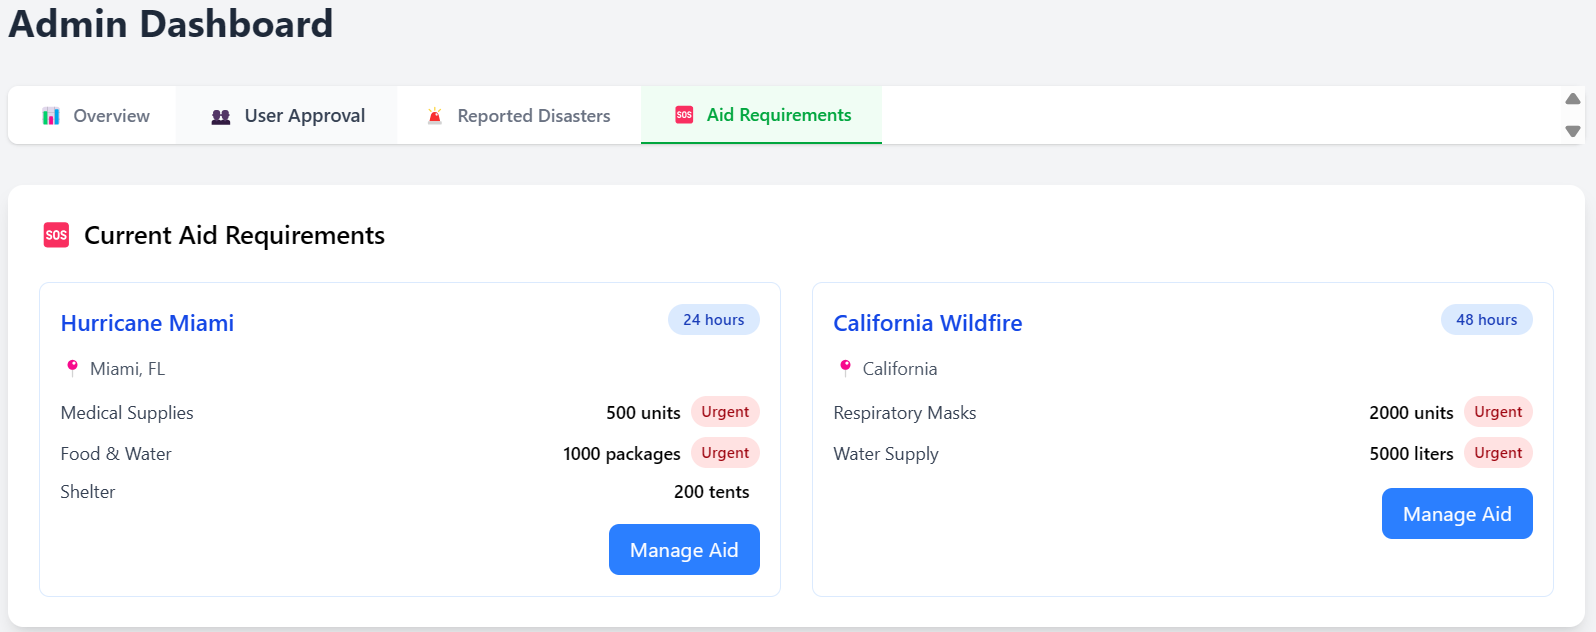 Admin Dashboard
Overview
User Approval
Reported Disasters
SOS Aid Requirements
SOS Current Aid Requirements
Hurricane Miami
24 hours
Miami, FL
Medical Supplies 500 units Urgent
Food & Water 1000 packages Urgent
Shelter 200 tents
Manage Aid
California Wildfire
48 hours
California
Respiratory Masks 2000 units Urgent
Water Supply 5000 liters Urgent
Manage Aid